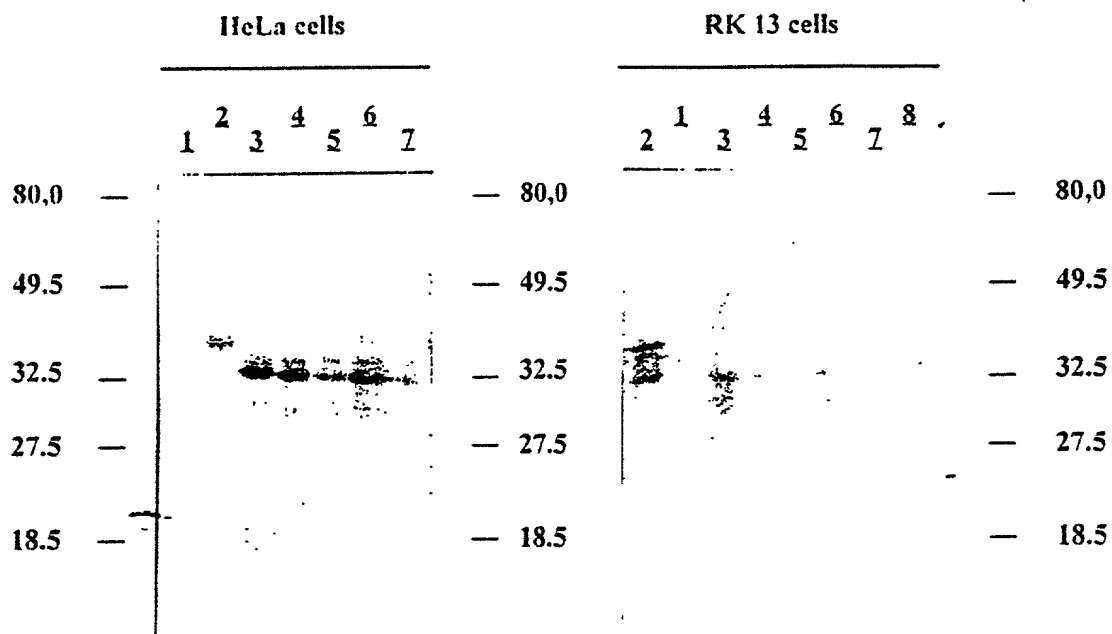 HeLa cells RK 13 cells
2 4 6 1 4 6 8
1 3 5 7 2 3 5 7
80,0 — — 80,0 — 80,0
49.5 — — 49.5 — 49.5
32.5 — — 32.5 — 32.5
27.5 — — 27.5 — 27.5
18.5 — — 18.5 — 18.5